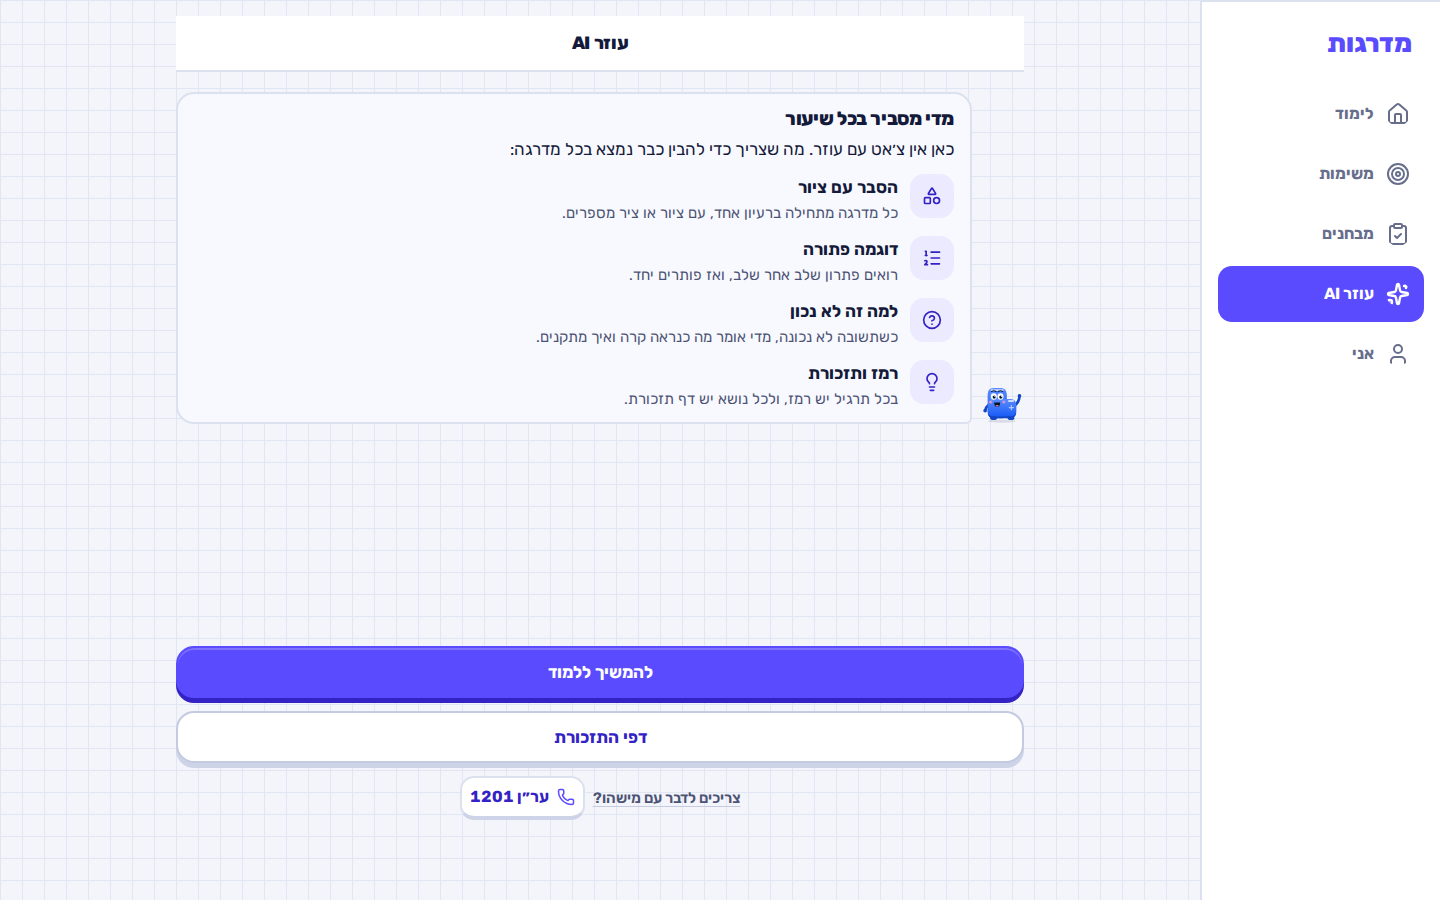 מדרגות
לימוד
משימות
מבחנים
עוזר AI
אני
עוזר AI
מדי מסביר בכל שיעור
כאן אין צ׳אט עם עוזר. מה שצריך כדי להבין כבר נמצא בכל מדרגה:
הסבר עם ציור
כל מדרגה מתחילה ברעיון אחד, עם ציור או ציר מספרים.
דוגמה פתורה
רואים פתרון שלב אחר שלב, ואז פותרים יחד.
למה זה לא נכון
כשתשובה לא נכונה, מדי אומר מה כנראה קרה ואיך מתקנים.
רמז ותזכורת
בכל תרגיל יש רמז, ולכל נושא יש דף תזכורת.
להמשיך ללמוד
דפי התזכורת
צריכים לדבר עם מישהו?
ער״ן 1201